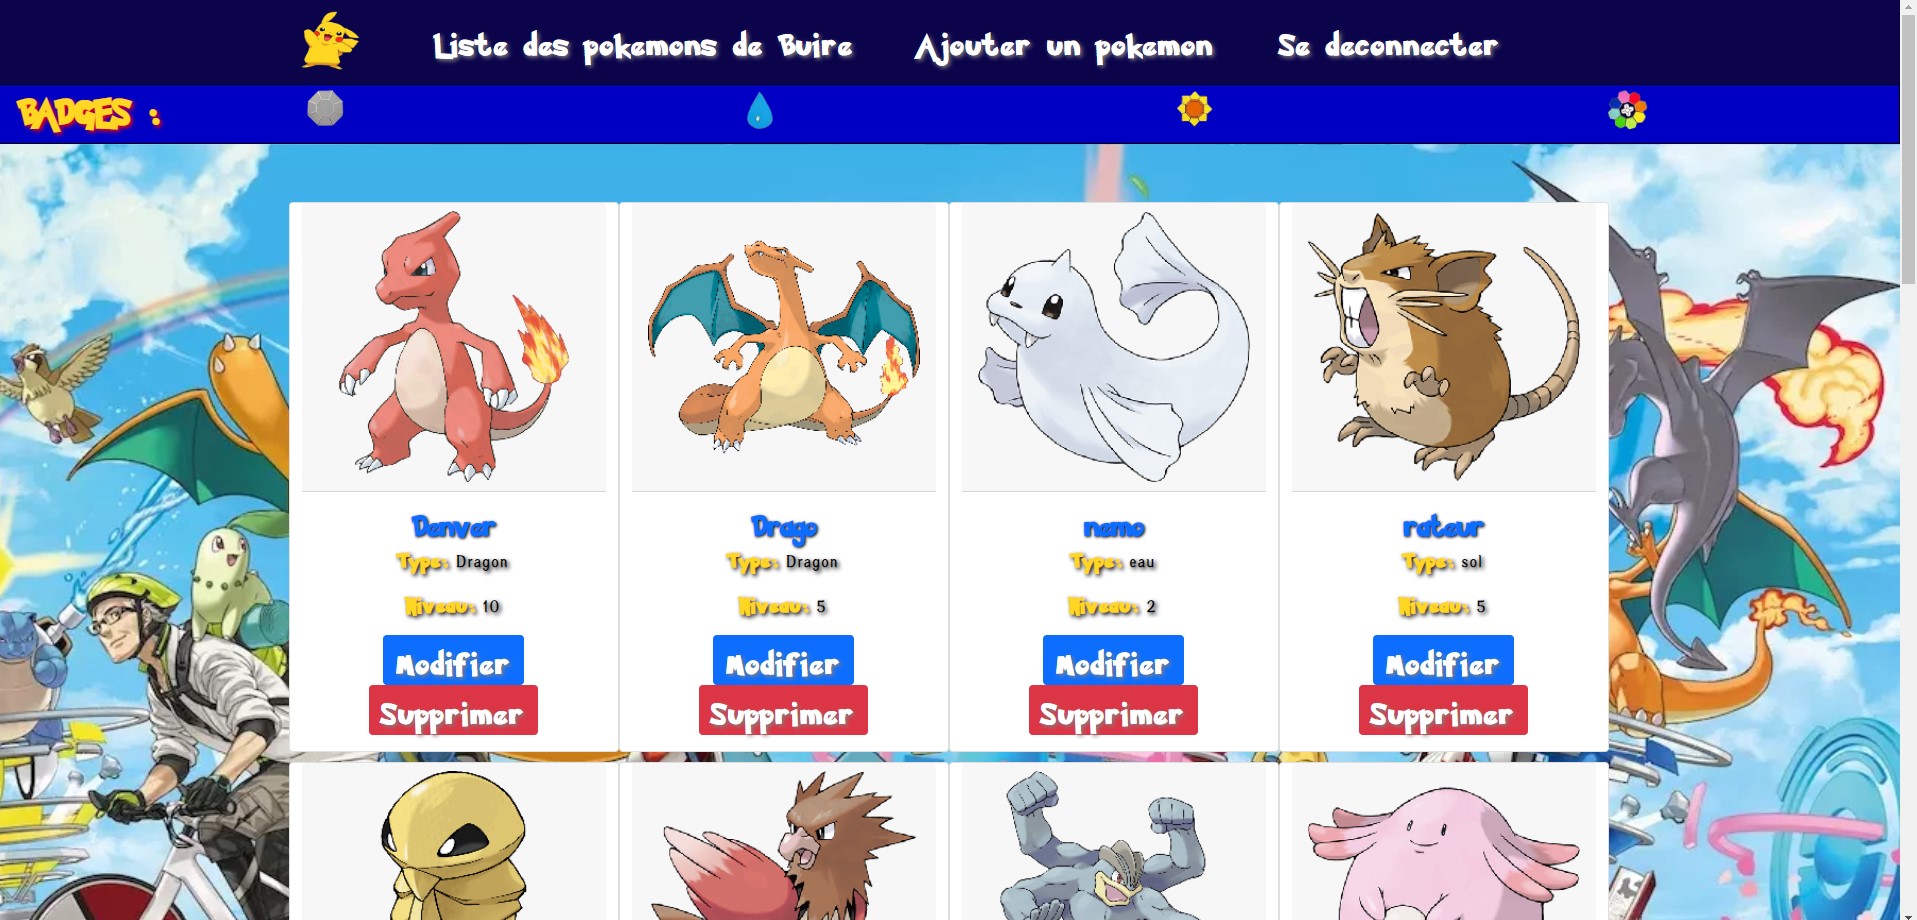 Liste des pokemons de Buire
Ajouter un pokemon
Se deconnecter
BADGES :
Denver
Type: Dragon
Niveau: 10
Modifier
Supprimer
Drago
Type: Dragon
Niveau: 5
Modifier
Supprimer
nemo
Type: eau
Niveau: 2
Modifier
Supprimer
rateur
Type: sol
Niveau: 5
Modifier
Supprimer